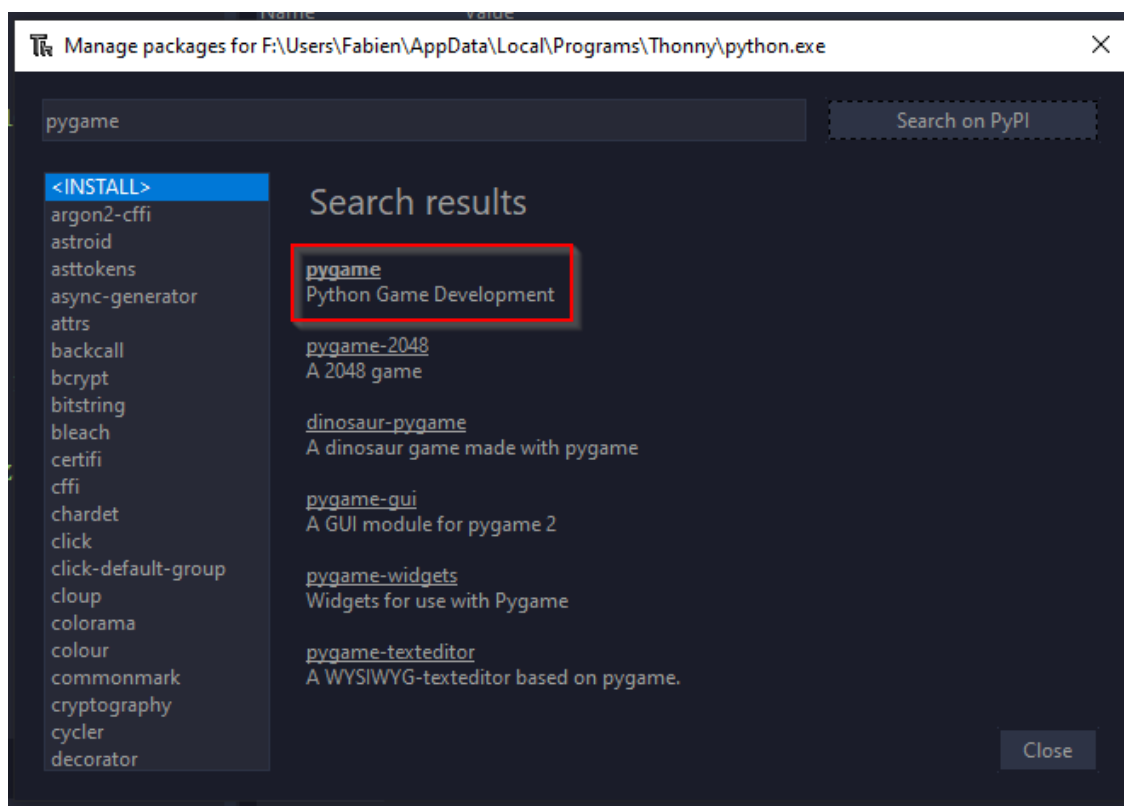 Name Value
Manage packages for F:\Users\Fabien\AppData\Local\Programs\Thonny\python.exe
pygame
Search on PyPI
<INSTALL>
argon2-cffi
astroid
asttokens
async-generator
attrs
backcall
bcrypt
bitstring
bleach
certifi
cffi
chardet
click
click-default-group
cloup
colorama
colour
commonmark
cryptography
cycler
decorator
Search results
pygame
Python Game Development
pygame-2048
A 2048 game
dinosaur-pygame
A dinosaur game made with pygame
pygame-gui
A GUI module for pygame 2
pygame-widgets
Widgets for use with Pygame
pygame-texteditor
A WYSIWYG-texteditor based on pygame.
Close